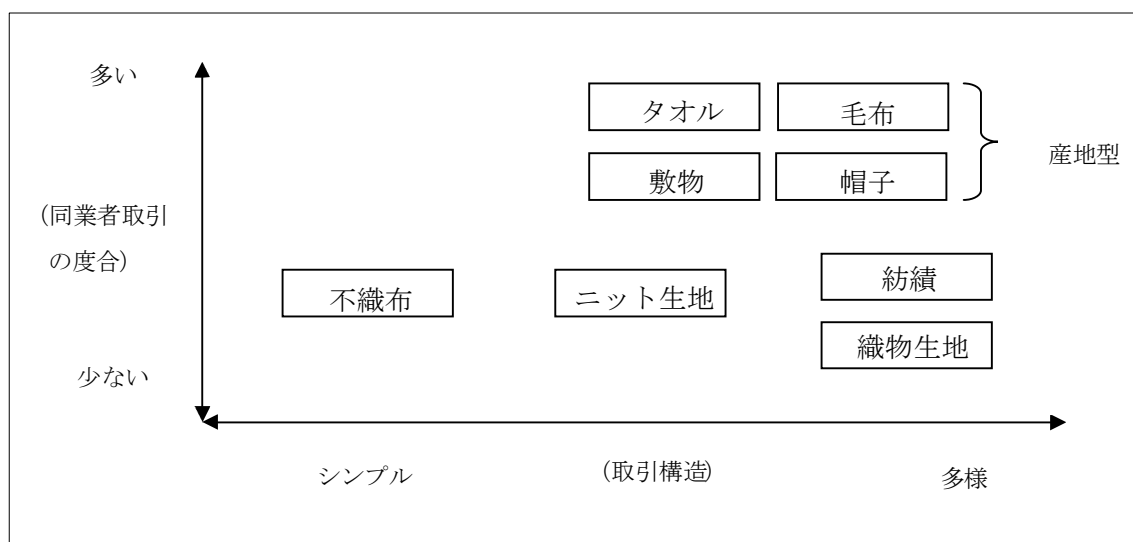 多い
タオル
毛布
産地型
敷物
帽子
(同業者取引
の度合)
不織布
ニット生地
紡績
織物生地
少ない
シンプル
(取引構造)
多様